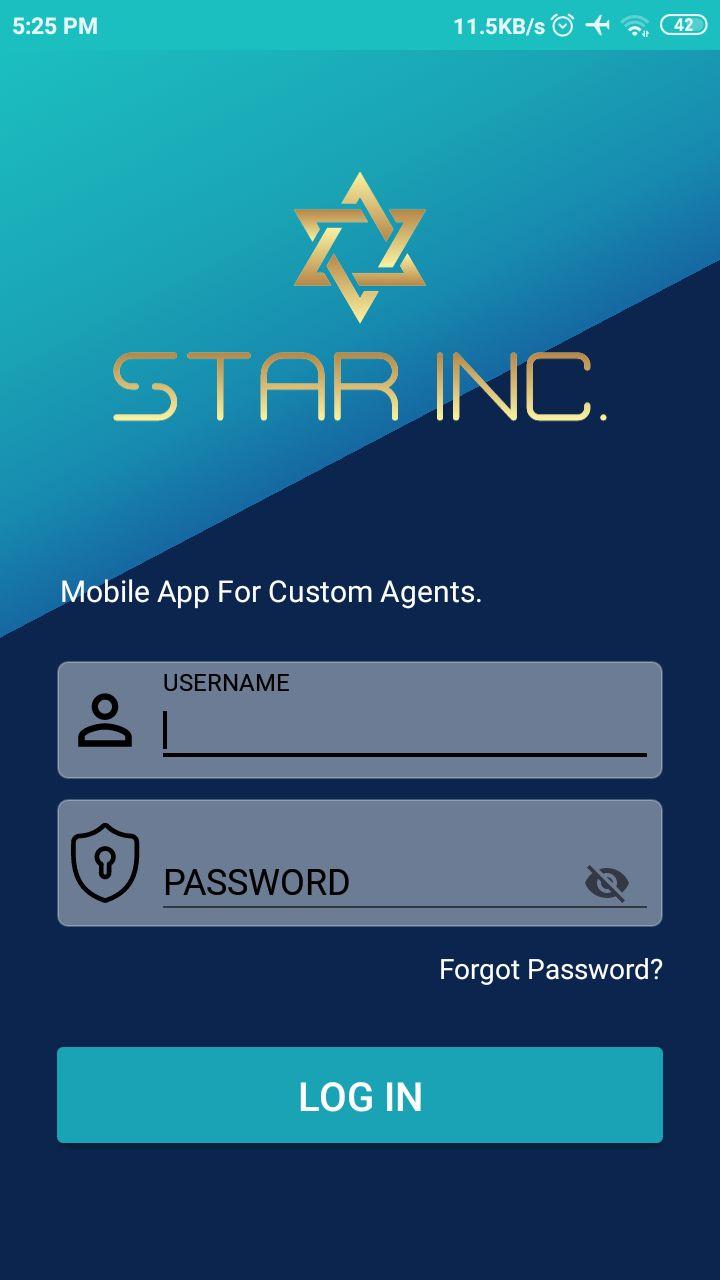 5:25 PM 11.5KB/s 42
STAR INC.
Mobile App For Custom Agents.
USERNAME
PASSWORD
Forgot Password?
LOG IN